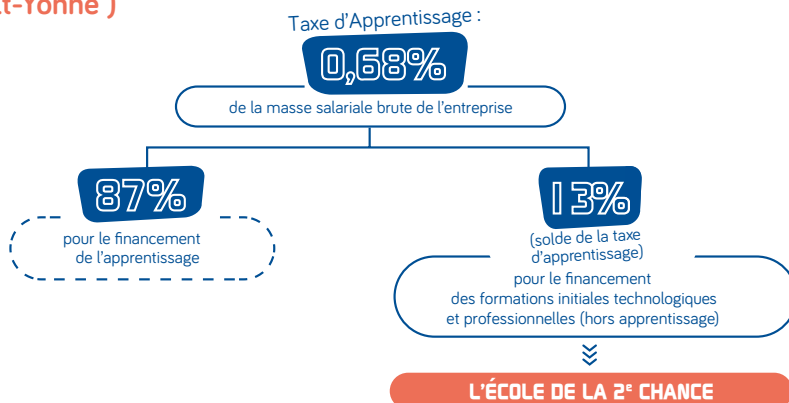 t-Yonne )
Taxe d'Apprentissage :
0,68%
de la masse salariale brute de l'entreprise
87%
pour le financement
de l'apprentissage
13%
(solde de la taxe
d'apprentissage)
pour le financement
des formations initiales technologiques
et professionnelles (hors apprentissage)
L'ÉCOLE DE LA 2e CHANCE